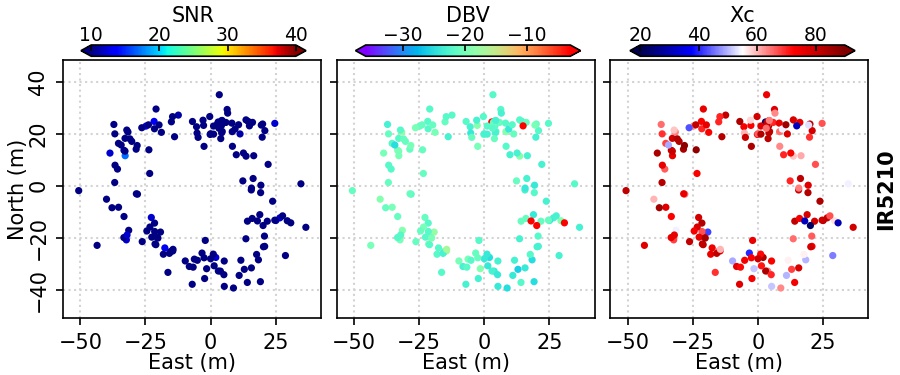 SNR DBV Xc
10 20 30 40 −30 −20 −10 20 40 60 80
40
20
0
−20
−40
North (m)
−50 −25 0 25 −50 −25 0 25 −50 −25 0 25
East (m) East (m) East (m)
IR5210